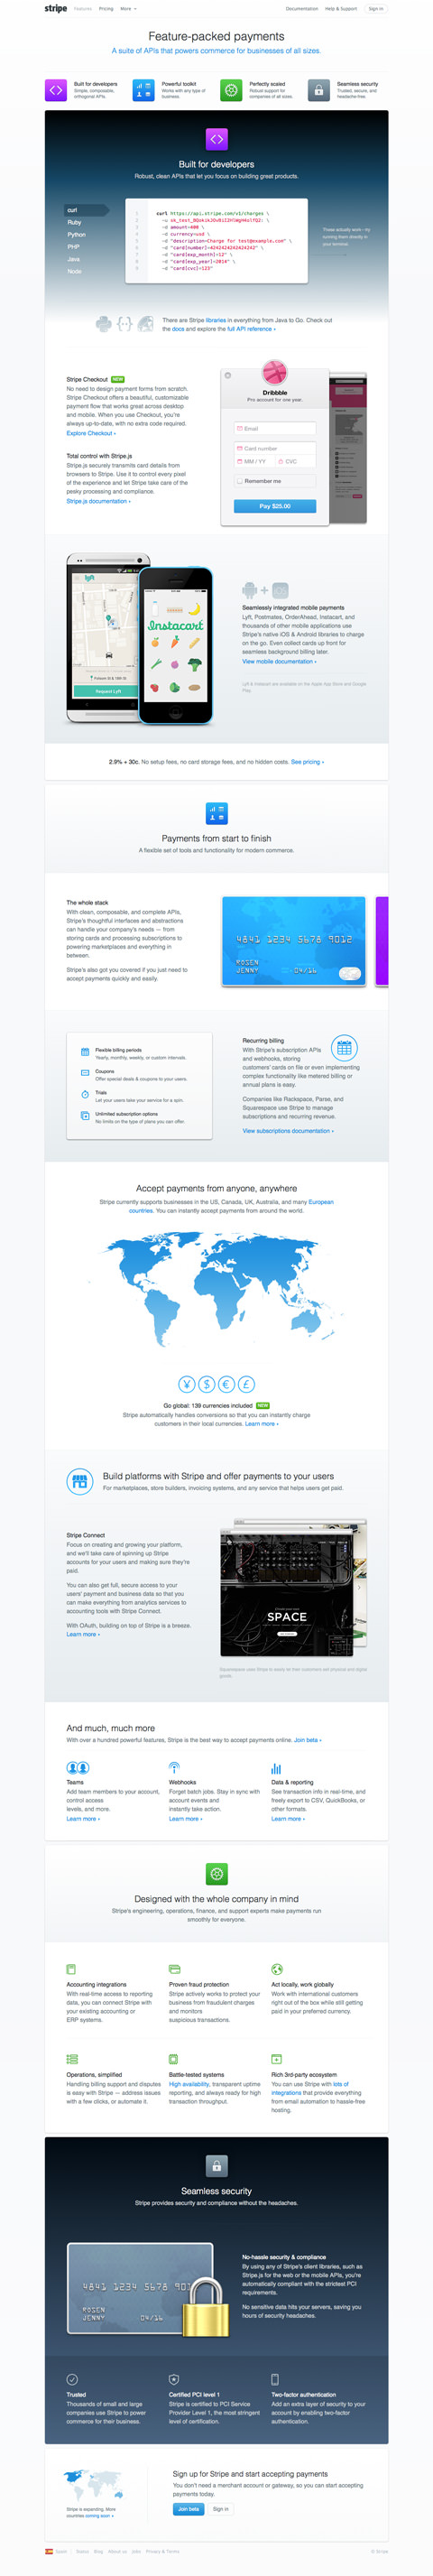 stripe Features Pricing More Documentation Help & Support Sign in
Feature-packed payments
A suite of APIs that powers commerce for businesses of all sizes.
Built for developers
Simple, composable,
orthogonal APIs.
Powerful toolkit
Works with any type of
business.
Perfectly scaled
Robust support for
companies of all sizes.
Seamless security
Trusted, secure, and
headache-free.
Built for developers
Robust, clean APIs that let you focus on building great products.
curl
Ruby
Python
PHP
Java
Node
curl https://api.stripe.com/v1/charges \
-d amount=400 \
-d currency=usd \
-d "description=Charge for test@example.com" \
-d "card[number]=4242424242424242" \
-d "card[exp_month]=12" \
-d "card[exp_year]=2014" \
-d "card[cvc]=123"
These actually work – try
running them directly in
your terminal.
There are Stripe libraries in everything from Java to Go. Check out
the docs and explore the full API reference ›
Stripe Checkout NEW
No need to design payment forms from scratch.
Stripe Checkout offers a beautiful, customizable
payment flow that works great across desktop
and mobile. When you use Checkout, you're
always up-to-date, with no extra code required.
Explore Checkout ›
Total control with Stripe.js
Stripe.js securely transmits card details from
browsers to Stripe. Use it to control every pixel
of the experience and let Stripe take care of the
pesky processing and compliance.
Stripe.js documentation ›
Dribbble
Pro account for one year.
Email
Card number
MM / YY CVC
Remember me
Pay $25.00
lyft
Request Lyft
Instacart
Seamlessly integrated mobile payments
Lyft, Postmates, OrderAhead, Instacart, and
thousands of other mobile applications use
Stripe's native iOS & Android libraries to charge
on the go. Even collect cards up front for
seamless background billing later.
View mobile documentation ›
Lyft & Instacart are available on the Apple App Store and Google
Play.
2.9% + 30c. No setup fees, no card storage fees, and no hidden costs. See pricing ›
Payments from start to finish
A flexible set of tools and functionality for modern commerce.
The whole stack
With clean, composable, and complete APIs,
Stripe's thoughtful interfaces and abstractions
can handle your company's needs — from
storing cards and processing subscriptions to
powering marketplaces and everything in
between.
Stripe's also got you covered if you just need to
accept payments quickly and easily.
4841 1234 5678 9012
ROSEN
JENNY 04/16
Flexible billing periods
Yearly, monthly, weekly, or custom intervals.
Coupons
Offer special deals & coupons to your users.
Trials
Let your users take your service for a spin.
Unlimited subscription options
No limits on the type of plans you can offer.
Recurring billing
With Stripe's subscription APIs
and webhooks, storing
customers' cards on file or even implementing
complex functionality like metered billing or
annual plans is easy.
Companies like Rackspace, Parse, and
Squarespace use Stripe to manage
subscriptions and recurring revenue.
View subscriptions documentation ›
Accept payments from anyone, anywhere
Stripe currently supports businesses in the US, Canada, UK, Australia, and many European
countries. You can instantly accept payments from around the world.
¥ $ € £
Go global: 139 currencies included NEW
Stripe automatically handles conversions so that you can instantly charge
customers in their local currencies. Learn more ›
Build platforms with Stripe and offer payments to your users
For marketplaces, store builders, invoicing systems, and any service that helps users get paid.
Stripe Connect
Focus on creating and growing your platform,
and we'll take care of spinning up Stripe
accounts for your users and making sure they're
paid.
You can also get full, secure access to your
users' payment and business data so that you
can make everything from analytics services to
accounting tools with Stripe Connect.
With OAuth, building on top of Stripe is a breeze.
Learn more ›
SPACE
Squarespace uses Stripe to easily let their customers sell physical and digital
goods.
And much, much more
With over a hundred powerful features, Stripe is the best way to accept payments online. Join beta ›
Teams
Add team members to your account,
control access
levels, and more.
Learn more ›
Webhooks
Forget batch jobs. Stay in sync with
account events and
instantly take action.
Learn more ›
Data & reporting
See transaction info in real-time, and
freely export to CSV, QuickBooks, or
other formats.
Learn more ›
Designed with the whole company in mind
Stripe's engineering, operations, finance, and support experts make payments run
smoothly for everyone.
Accounting integrations
With real-time access to reporting
data, you can connect Stripe with
your existing accounting or
ERP systems.
Proven fraud protection
Stripe actively works to protect your
business from fraudulent charges
and monitors
suspicious transactions.
Act locally, work globally
Work with international customers
right out of the box while still getting
paid in your preferred currency.
Operations, simplified
Handling billing support and disputes
is easy with Stripe — address issues
with a few clicks, or automate it.
Battle-tested systems
High availability, transparent uptime
reporting, and always ready for high
transaction throughput.
Rich 3rd-party ecosystem
You can use Stripe with lots of
integrations that provide everything
from email automation to hassle-free
hosting.
Seamless security
Stripe provides security and compliance without the headaches.
4841 1234 5678 901
ROSEN
JENNY 04/16
No-hassle security & compliance
By using any of Stripe's client libraries, such as
Stripe.js for the web or the mobile APIs, you're
automatically compliant with the strictest PCI
requirements.
No sensitive data hits your servers, saving you
hours of security headaches.
Trusted
Thousands of small and large
companies use Stripe to power
commerce for their business.
Certified PCI level 1
Stripe is certified to PCI Service
Provider Level 1, the most stringent
level of certification.
Two-factor authentication
Add an extra layer of security to your
account by enabling two-factor
authentication.
Stripe is expanding. More
countries coming soon ›
Sign up for Stripe and start accepting payments
You don't need a merchant account or gateway, so you can start accepting
payments today.
Join beta Sign in
Spain Status Blog About us Jobs Privacy & Terms © Stripe